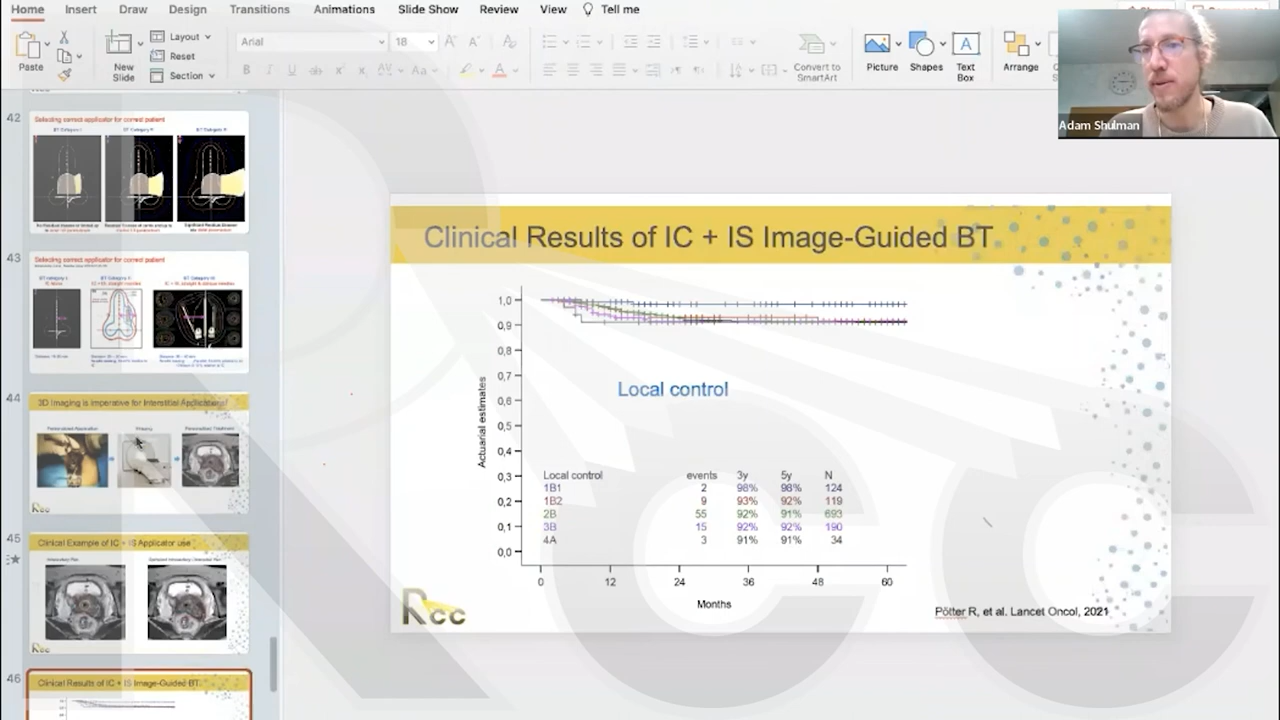 Home Insert Draw Design Transitions Animations Slide Show Review View Tell me
Paste
New
Slide
Layout
Reset
Section
Arial
18
Convert to
SmartArt
Picture
Shapes
Text
Box
Arrange
Adam Shulman
42
Selecting correct applicator for correct patient
43
Selecting correct applicator for correct patient
44
3D Imaging is Imperative for Interstitial Applications!
45
Clinical Example of IC + IS Applicator use
46
Clinical Results of IC + IS Image-Guided BT
Clinical Results of IC + IS Image-Guided BT
1,0
0,9
0,8
0,7
0,6
0,5
0,4
0,3
0,2
0,1
0,0
Actuarial estimates
Local control
Local control events 3y 5y N
1B1 2 98% 98% 124
1B2 9 93% 92% 119
2B 55 92% 91% 693
3B 15 92% 92% 190
4A 3 91% 91% 34
0 12 24 36 48 60
Months
Rcc
Pötter R, et al. Lancet Oncol, 2021